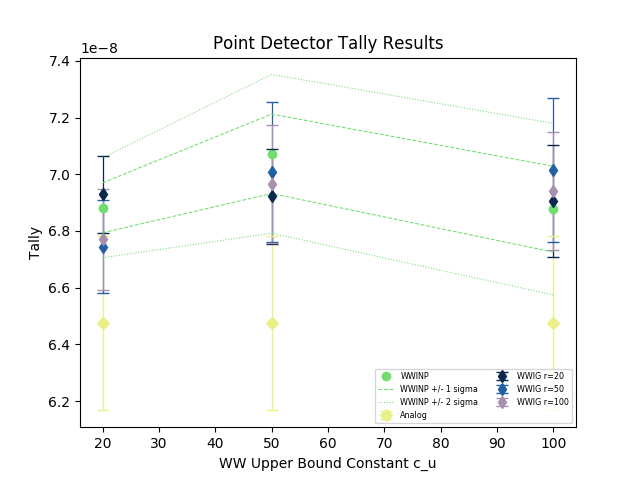 Point Detector Tally Results
1e−8
7.4
7.2
7.0
6.8
6.6
6.4
6.2
Tally
20 30 40 50 60 70 80 90 100
WW Upper Bound Constant c_u
WWINP
WWINP +/- 1 sigma
WWINP +/- 2 sigma
Analog
WWIG r=20
WWIG r=50
WWIG r=100